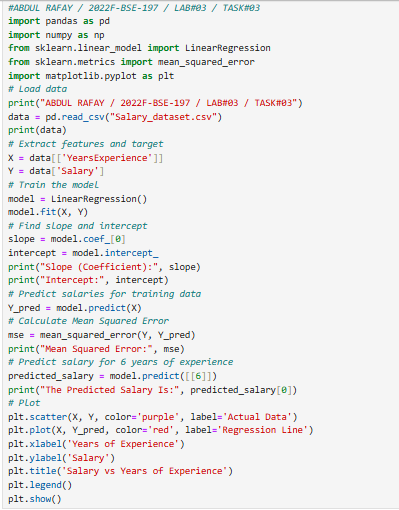 #ABDUL RAFAY / 2022F-BSE-197 / LAB#03 / TASK#03
import pandas as pd
import numpy as np
from sklearn.linear_model import LinearRegression
from sklearn.metrics import mean_squared_error
import matplotlib.pyplot as plt
# Load data
print("ABDUL RAFAY / 2022F-BSE-197 / LAB#03 / TASK#03")
data = pd.read_csv("Salary_dataset.csv")
print(data)
# Extract features and target
X = data[['YearsExperience']]
Y = data['Salary']
# Train the model
model = LinearRegression()
model.fit(X, Y)
# Find slope and intercept
slope = model.coef_[0]
intercept = model.intercept_
print("Slope (Coefficient):", slope)
print("Intercept:", intercept)
# Predict salaries for training data
Y_pred = model.predict(X)
# Calculate Mean Squared Error
mse = mean_squared_error(Y, Y_pred)
print("Mean Squared Error:", mse)
# Predict salary for 6 years of experience
predicted_salary = model.predict([[6]])
print("The Predicted Salary Is:", predicted_salary[0])
# Plot
plt.scatter(X, Y, color='purple', label='Actual Data')
plt.plot(X, Y_pred, color='red', label='Regression Line')
plt.xlabel('Years of Experience')
plt.ylabel('Salary')
plt.title('Salary vs Years of Experience')
plt.legend()
plt.show()